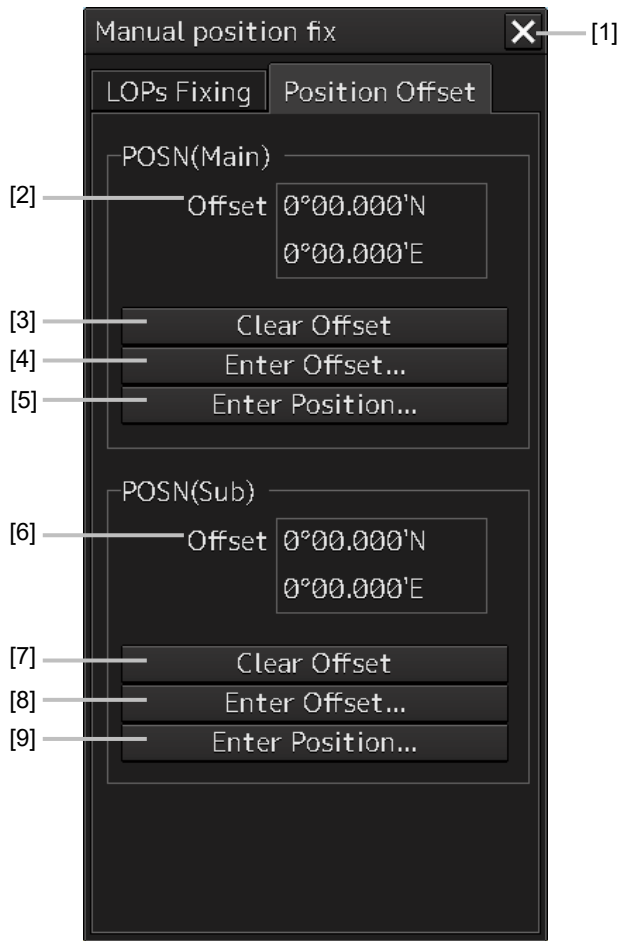 Manual position fix
[1]
LOPs Fixing Position Offset
POSN(Main)
[2] Offset 0°00.000'N
0°00.000'E
[3] Clear Offset
[4] Enter Offset...
[5] Enter Position...
POSN(Sub)
[6] Offset 0°00.000'N
0°00.000'E
[7] Clear Offset
[8] Enter Offset...
[9] Enter Position...